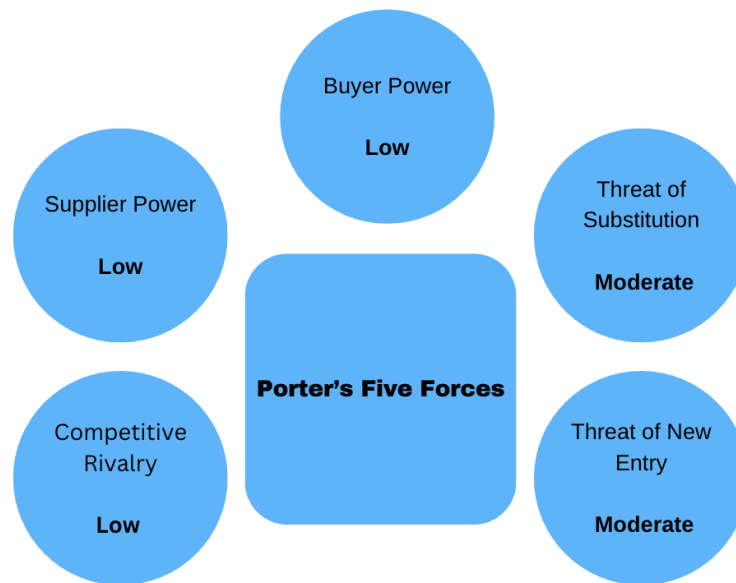 Buyer Power
Low
Supplier Power
Low
Threat of
Substitution
Moderate
Porter’s Five Forces
Competitive
Rivalry
Low
Threat of New
Entry
Moderate